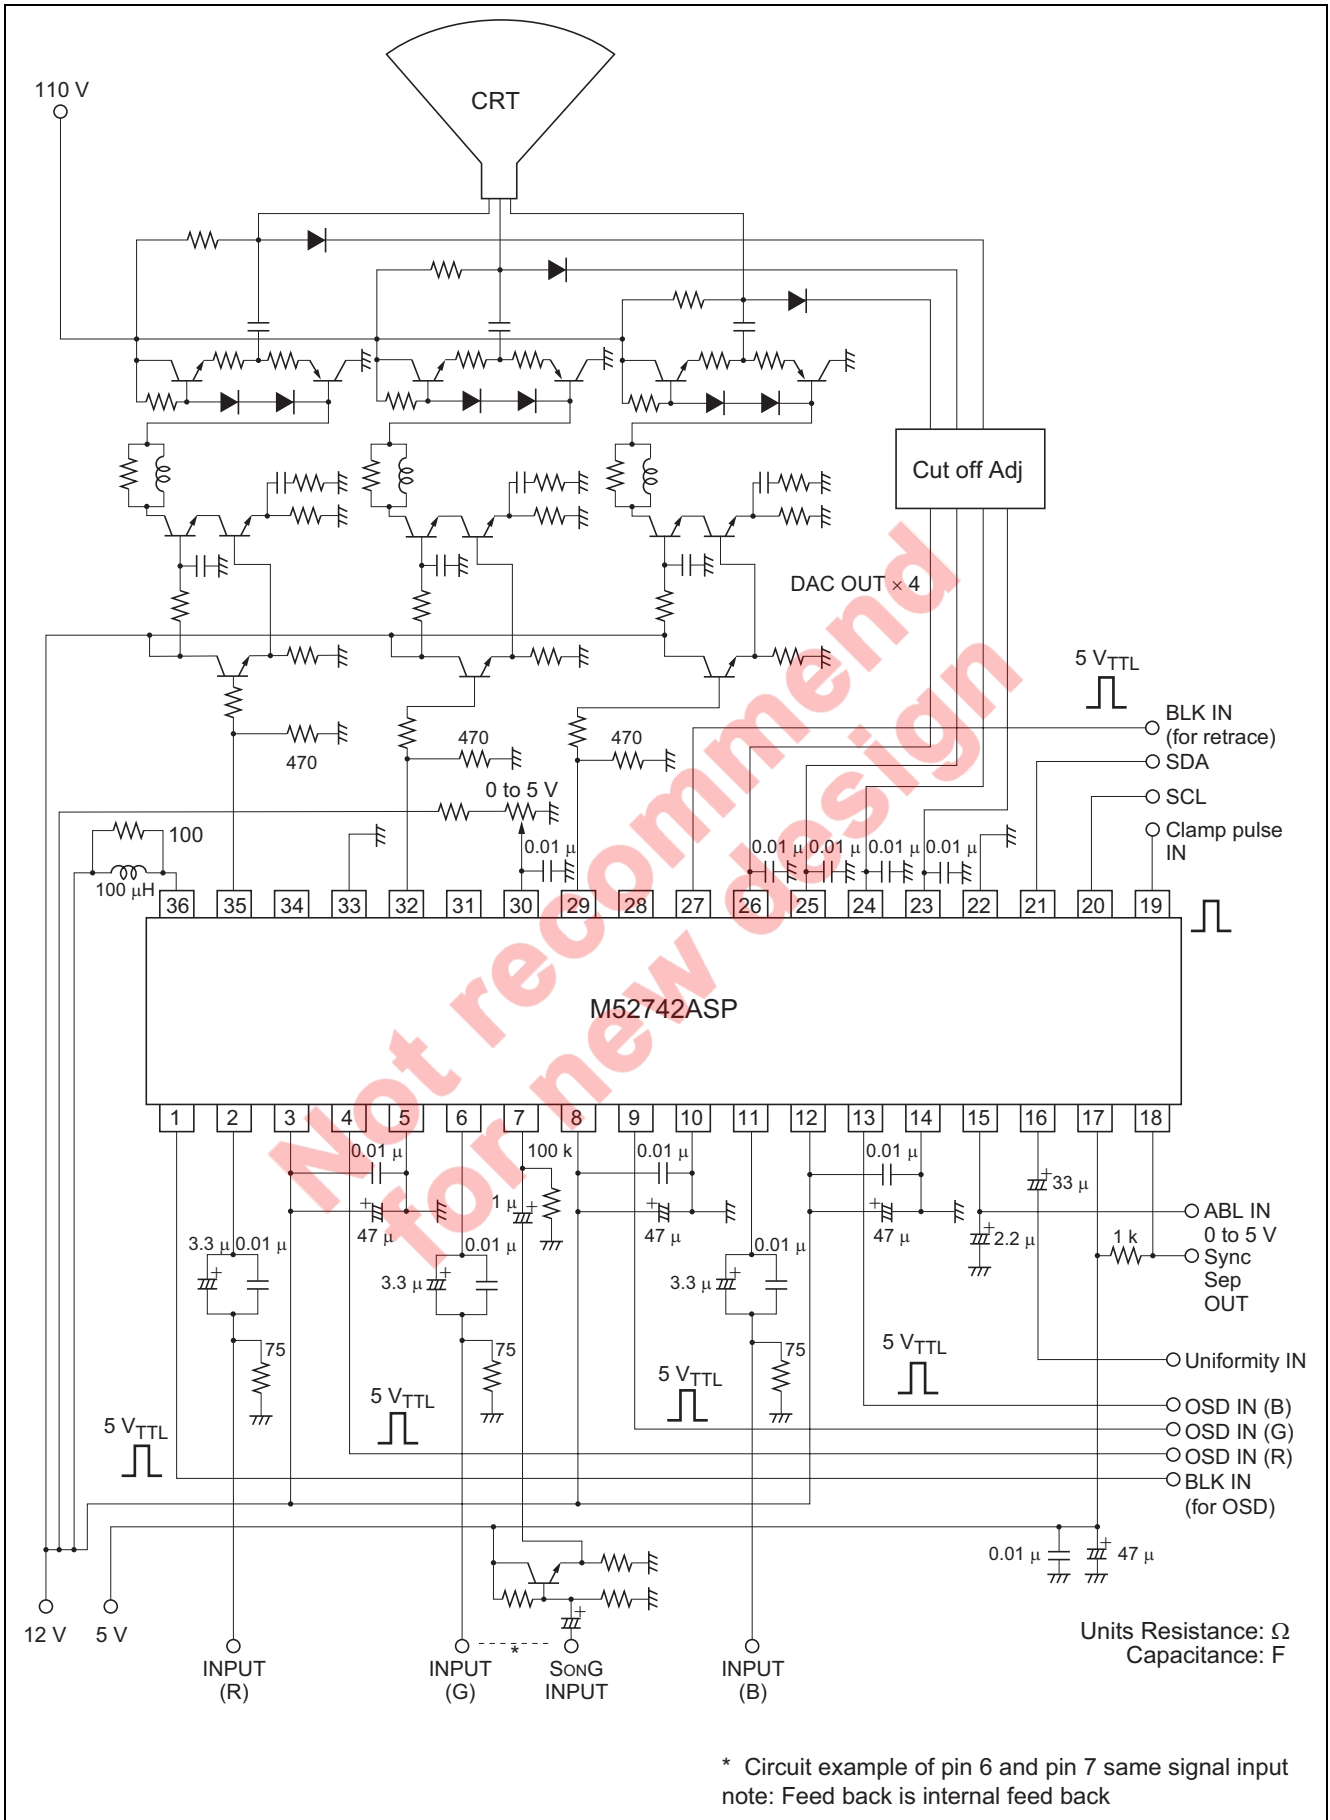 CRT
110 V
Cut off Adj
DAC OUT × 4
5 VTTL
BLK IN
(for retrace)
SDA
SCL
Clamp pulse
IN
470
470
470
0 to 5 V
100
100 μH
0.01 μ
0.01 μ
0.01 μ
0.01 μ
0.01 μ
36 35 34 33 32 31 30 29 28 27 26 25 24 23 22 21 20 19
M52742ASP
Not recommend
for new design
1 2 3 4 5 6 7 8 9 10 11 12 13 14 15 16 17 18
0.01 μ
100 k
0.01 μ
0.01 μ
33 μ
1 μ
47 μ
47 μ
47 μ
2.2 μ
1 k
ABL IN
0 to 5 V
Sync
Sep
OUT
3.3 μ
0.01 μ
3.3 μ
0.01 μ
3.3 μ
0.01 μ
75
75
75
5 VTTL
5 VTTL
5 VTTL
5 VTTL
Uniformity IN
OSD IN (B)
OSD IN (G)
OSD IN (R)
BLK IN
(for OSD)
0.01 μ
47 μ
12 V
5 V
INPUT
(R)
INPUT
(G)
*
SONG
INPUT
INPUT
(B)
Units Resistance: Ω
Capacitance: F
* Circuit example of pin 6 and pin 7 same signal input
note: Feed back is internal feed back